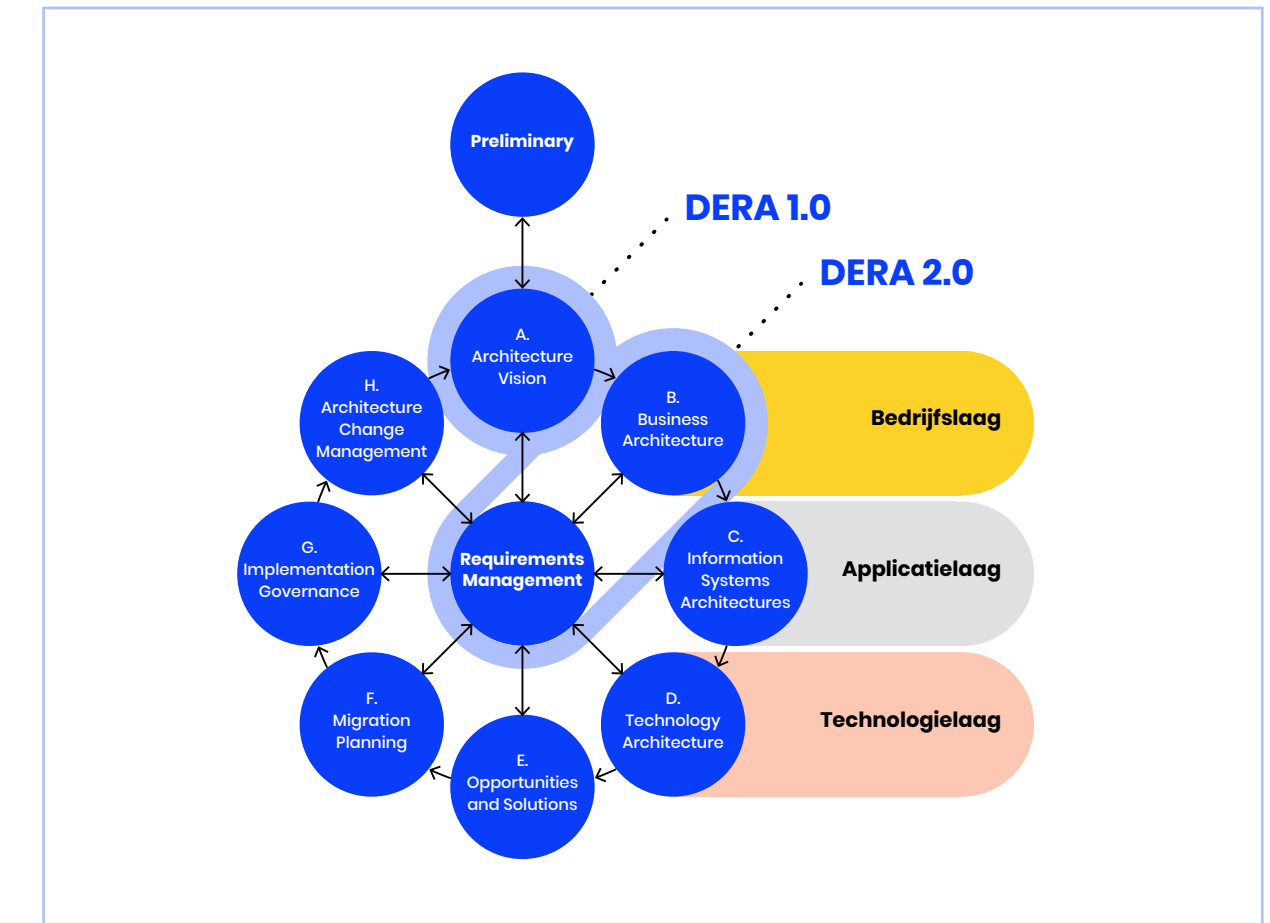 Preliminary
DERA 1.0
DERA 2.0
A.
Architecture
Vision
B.
Business
Architecture
Bedrijfslaag
H.
Architecture
Change
Management
C.
Information
Systems
Architectures
Applicatielaag
Requirements
Management
G.
Implementation
Governance
D.
Technology
Architecture
Technologielaag
F.
Migration
Planning
E.
Opportunities
and Solutions